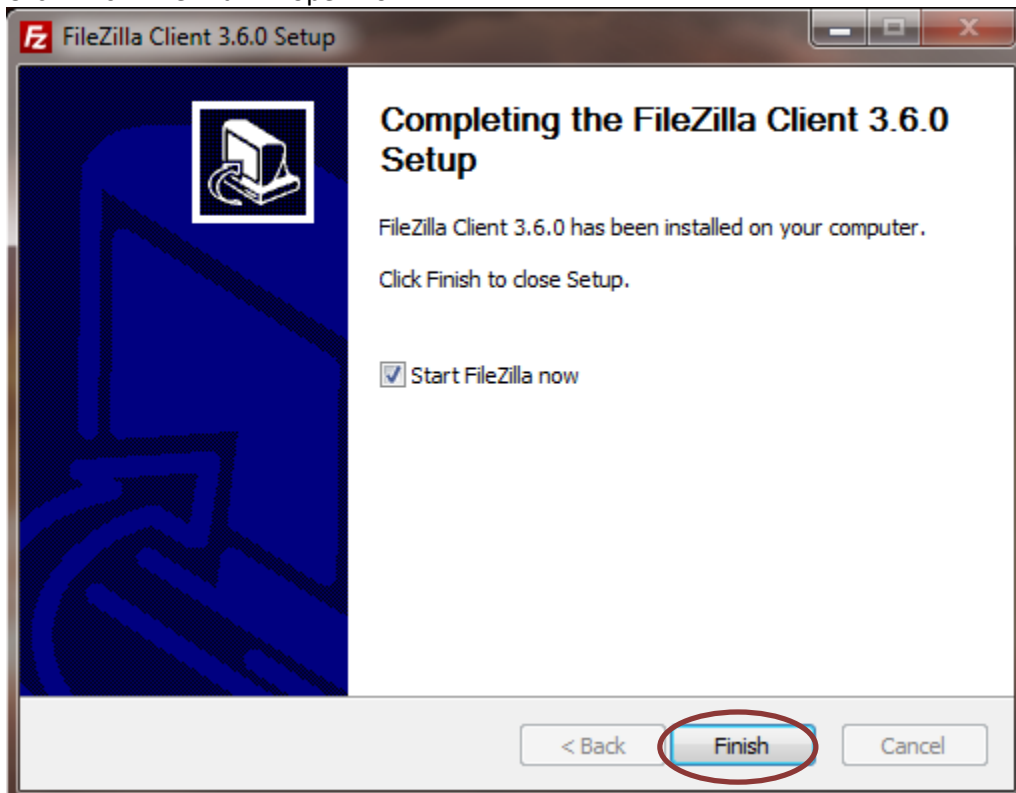 FileZilla Client 3.6.0 Setup
Completing the FileZilla Client 3.6.0
Setup
FileZilla Client 3.6.0 has been installed on your computer.
Click Finish to close Setup.
Start FileZilla now
< Back Finish Cancel